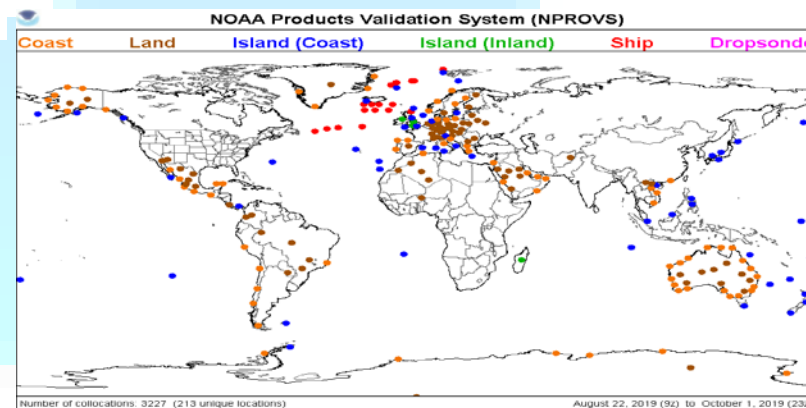 NOAA Products Validation System (NPROVS)
Coast Land Island (Coast) Island (Inland) Ship Dropsonde
Number of collocations: 3227 (213 unique locations) August 22, 2019 (9z) to October 1, 2019 (23